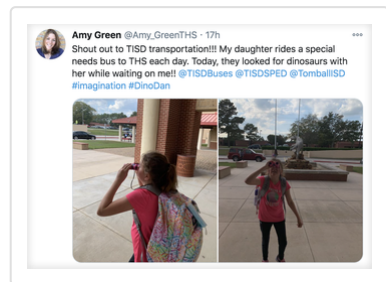 Amy Green @Amy_GreenTHS · 17h
Shout out to TISD transportation!!! My daughter rides a special
needs bus to THS each day. Today, they looked for dinosaurs with
her while waiting on me!! @TISDBuses @TISDSPED @TomballISD
#imagination #DinoDan